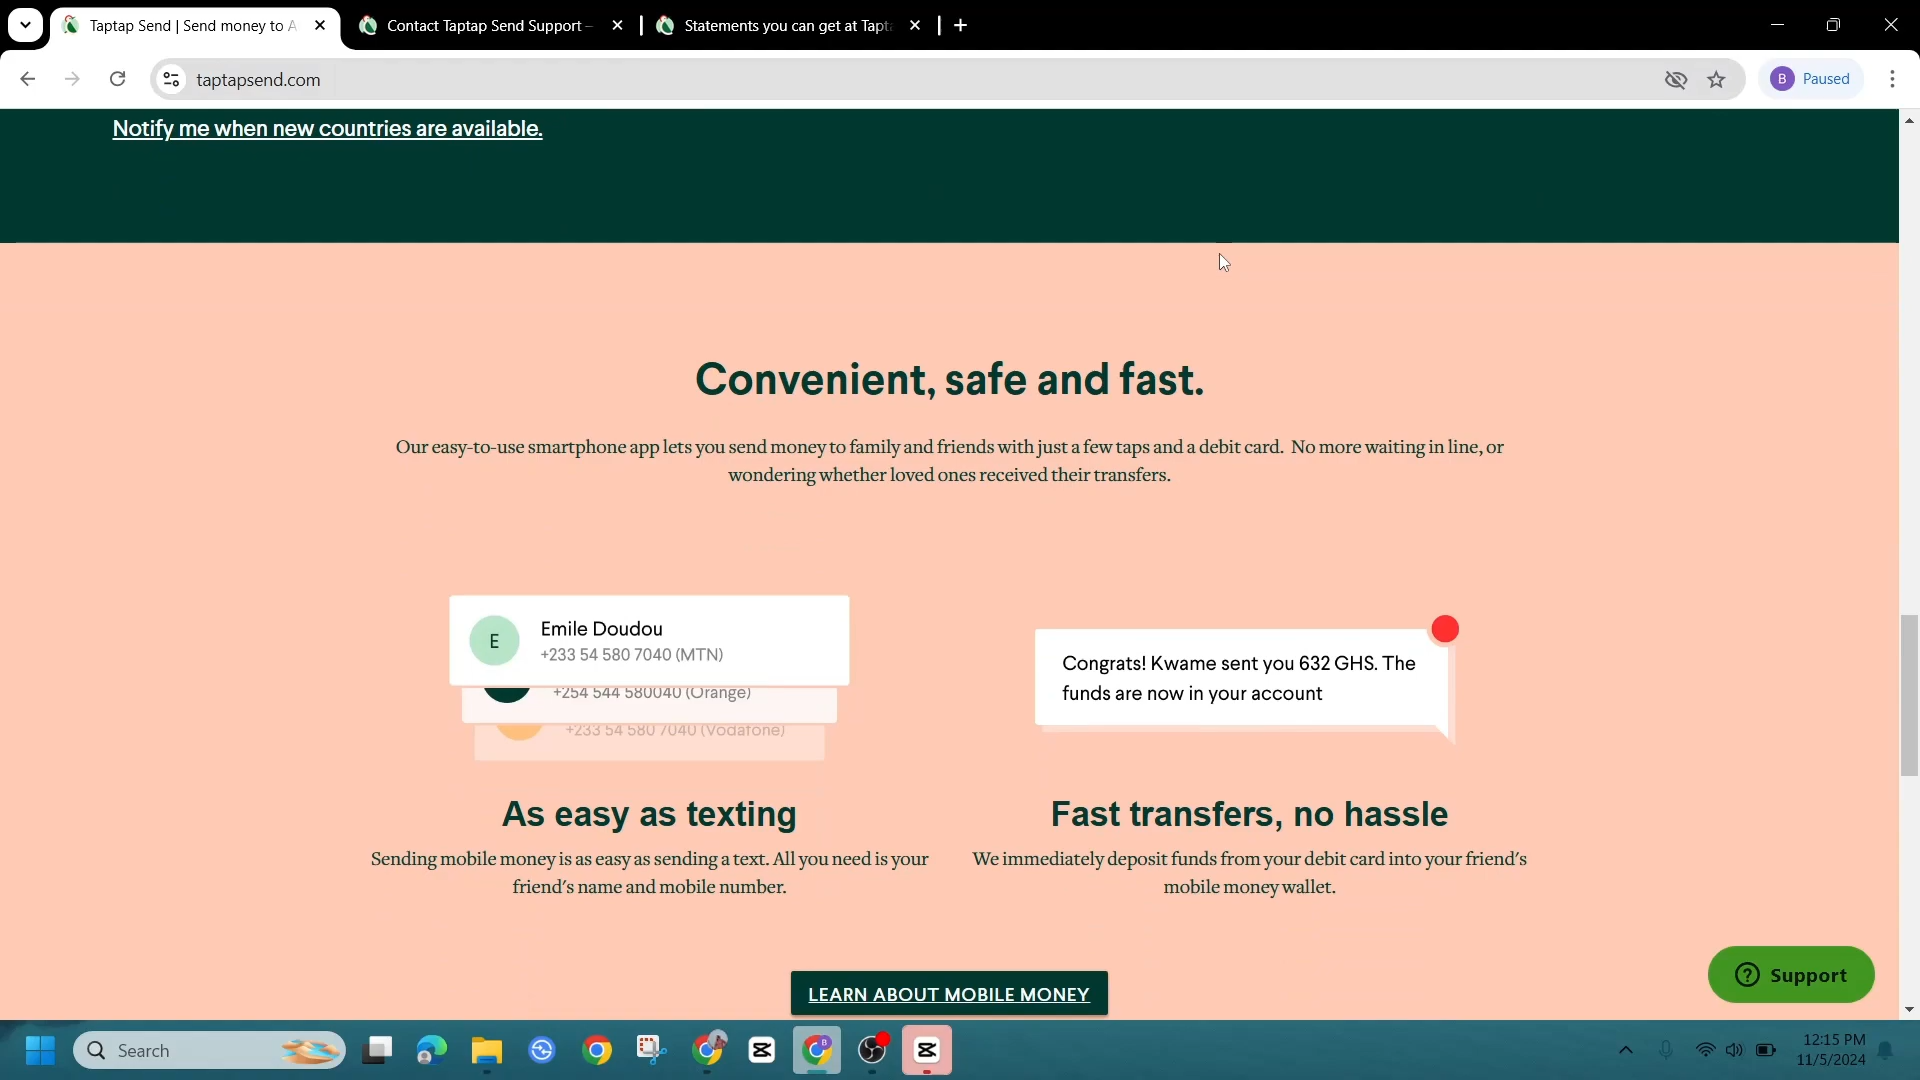 Taptap Send | Send money to A
Contact Taptap Send Support –
Statements you can get at Tapt
taptapsend.com
B Paused
Notify me when new countries are available.
Convenient, safe and fast.
Our easy-to-use smartphone app lets you send money to family and friends with just a few taps and a debit card. No more waiting in line, or
wondering whether loved ones received their transfers.
E
Emile Doudou
+233 54 580 7040 (MTN)
+254 544 580040 (Orange)
+233 54 580 7040 (Vodafone)
Congrats! Kwame sent you 632 GHS. The
funds are now in your account
As easy as texting
Sending mobile money is as easy as sending a text. All you need is your
friend's name and mobile number.
Fast transfers, no hassle
We immediately deposit funds from your debit card into your friend's
mobile money wallet.
LEARN ABOUT MOBILE MONEY
Support
Search
12:15 PM
11/5/2024